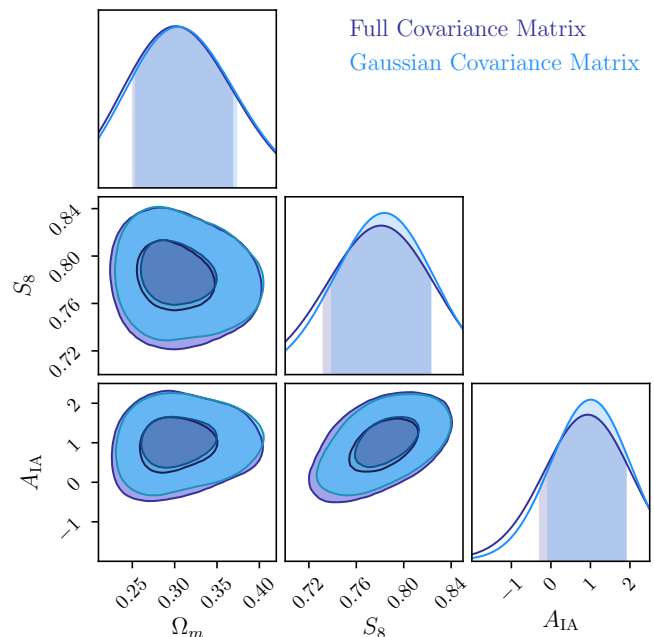 Full Covariance Matrix
Gaussian Covariance Matrix
0.84
0.80
0.76
0.72
S₈
2
1
0
−1
A_IA
0.25 0.30 0.35 0.40
Ωₘ
0.72 0.76 0.80 0.84
S₈
−1 0 1 2
A_IA